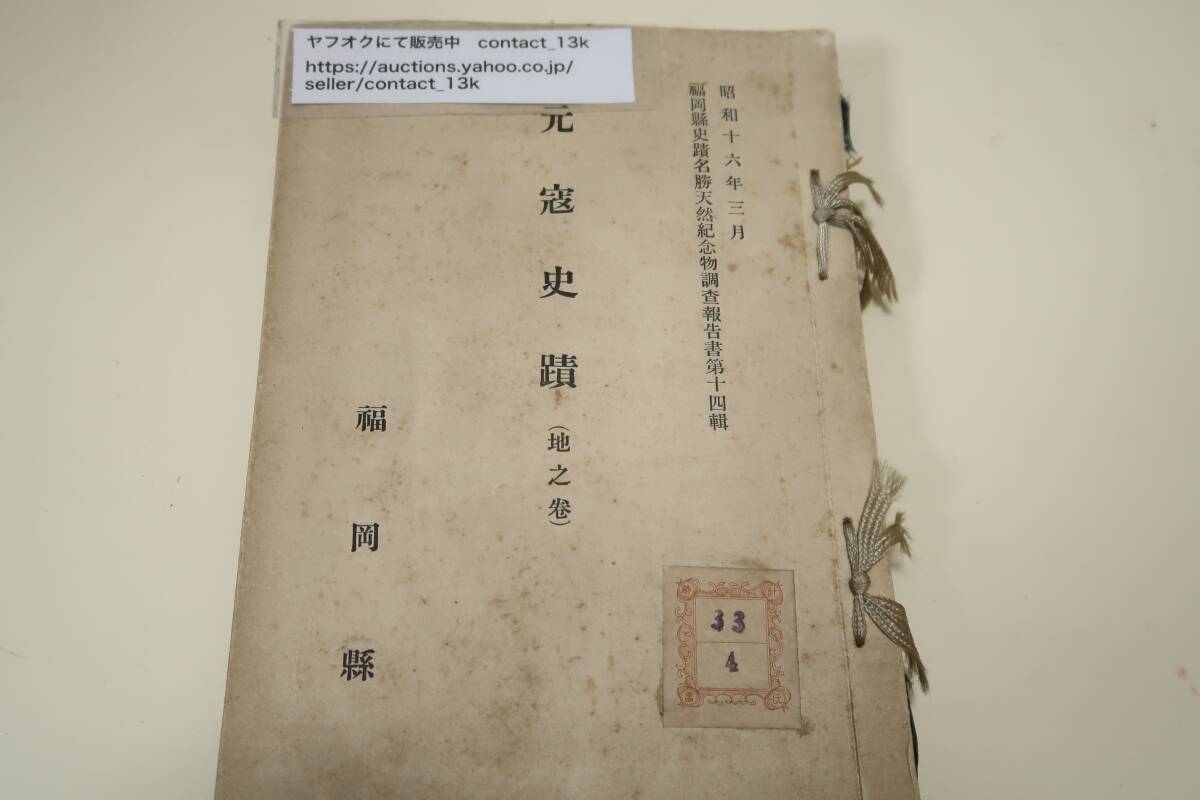 ヤフオクにて販売中 contact_13k
https://auctions.yahoo.co.jp/
seller/contact_13k
昭和十六年三月
福岡縣史蹟名勝天然紀念物調査報告書第十四輯
元寇史蹟(地之卷)
福岡縣
33
4